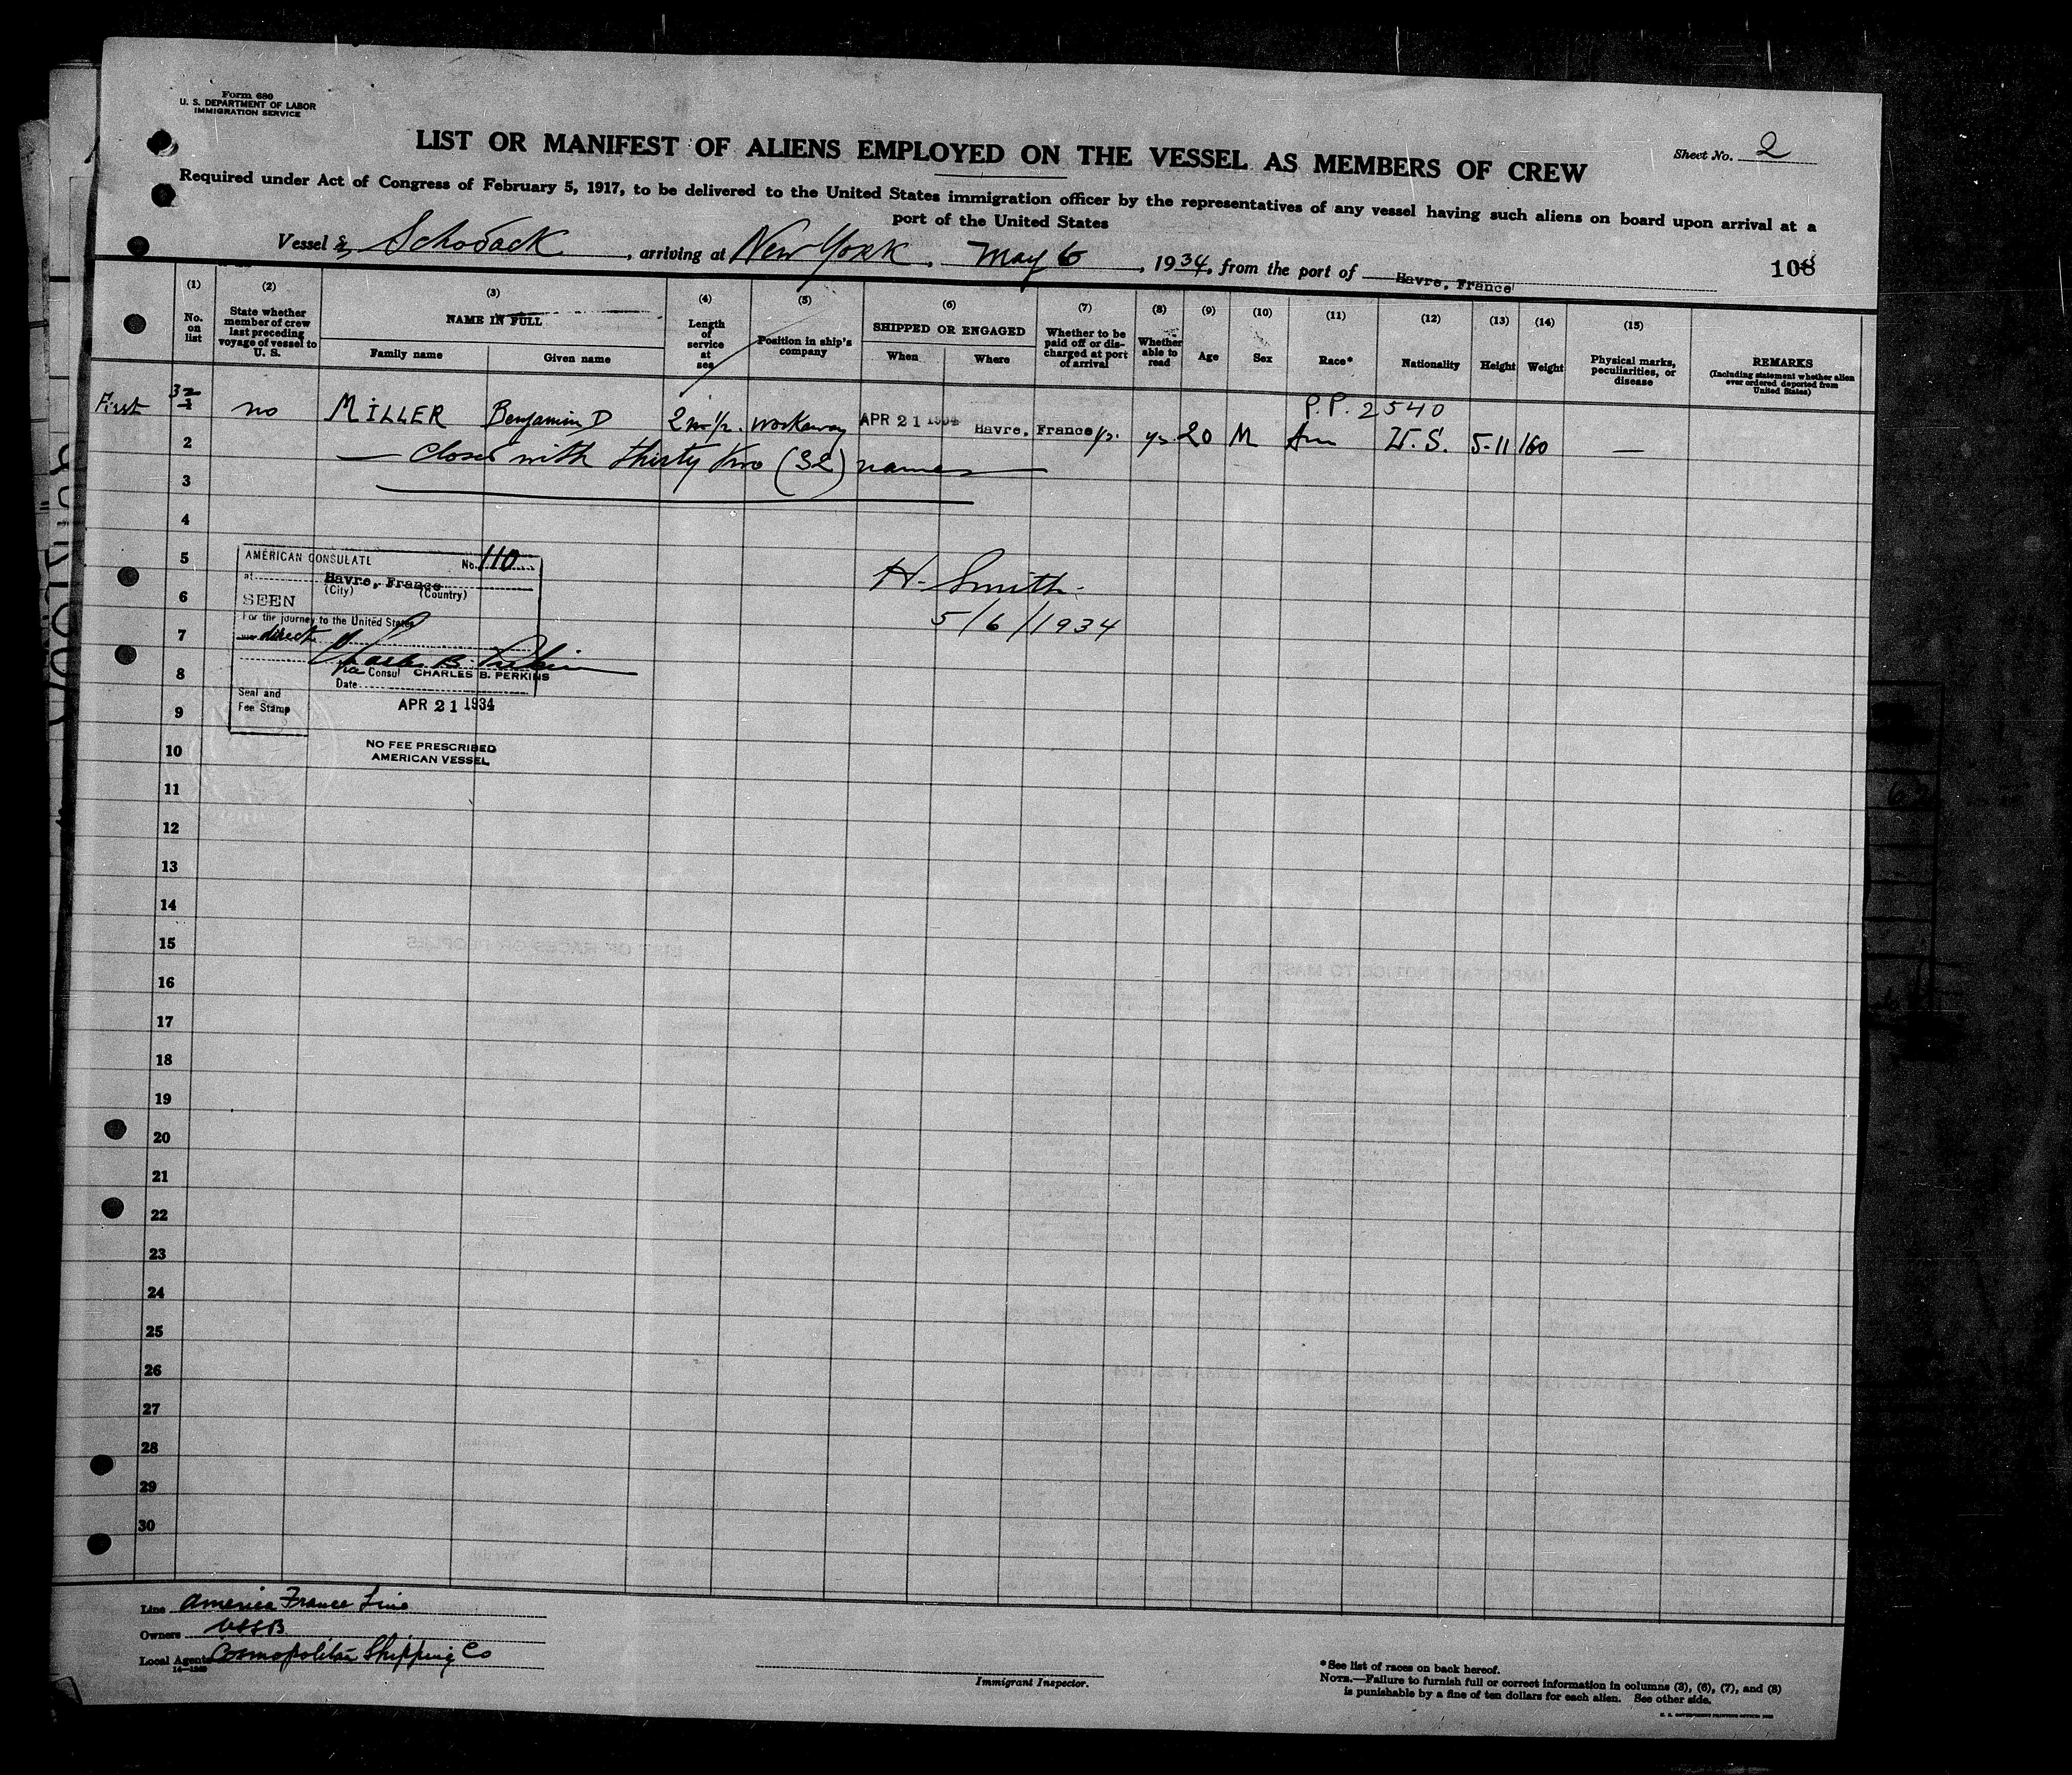 Form 680
U. S. DEPARTMENT OF LABOR
IMMIGRATION SERVICE
LIST OR MANIFEST OF ALIENS EMPLOYED ON THE VESSEL AS MEMBERS OF CREW
Sheet No. 2
Required under Act of Congress of February 5, 1917, to be delivered to the United States immigration officer by the representatives of any vessel having such aliens on board upon arrival at a
port of the United States
Vessel Schodack, arriving at New York, May 6, 1934, from the port of Havre, France
108
(1) No. on list
(2) State whether member of crew last preceding voyage of vessel to U. S.
(3) NAME IN FULL
Family name Given name
(4) Length of service at sea
(5) Position in ship's company
(6) SHIPPED OR ENGAGED
When Where
(7) Whether to be paid off or discharged at port of arrival
(8) Whether able to read
(9) Age
(10) Sex
(11) Race*
(12) Nationality
(13) Height
(14) Weight
(15) Physical marks, peculiarities, or disease
REMARKS
(Including statement whether alien ever ordered deported from United States)
P.P. 2540
First 32 1 no MILLER Benjamin D workaway APR 21 1934 Havre, France 20 M Am U.S. 5-11 160 —
2 — Closed with thirty two (32) names —
3
4
5
6
7
8
9
10
11
12
13
14
15
16
17
18
19
20
21
22
23
24
25
26
27
28
29
30
AMERICAN CONSULATE No. 110
at Havre, France
(City) (Country)
SEEN
For the journey to the United States
via direct
Charles B. Perkins
Vice Consul CHARLES B. PERKINS
Date
Seal and
Fee Stamp
APR 21 1934
NO FEE PRESCRIBED
AMERICAN VESSEL
H. Smith
5/6/1934
Line America France Line
Owners USSB
Local Agents Cosmopolitan Shipping Co
Immigrant Inspector.
*See list of races on back hereof.
NOTE.—Failure to furnish full or correct information in columns (3), (6), (7), and (8)
is punishable by a fine of ten dollars for each alien. See other side.